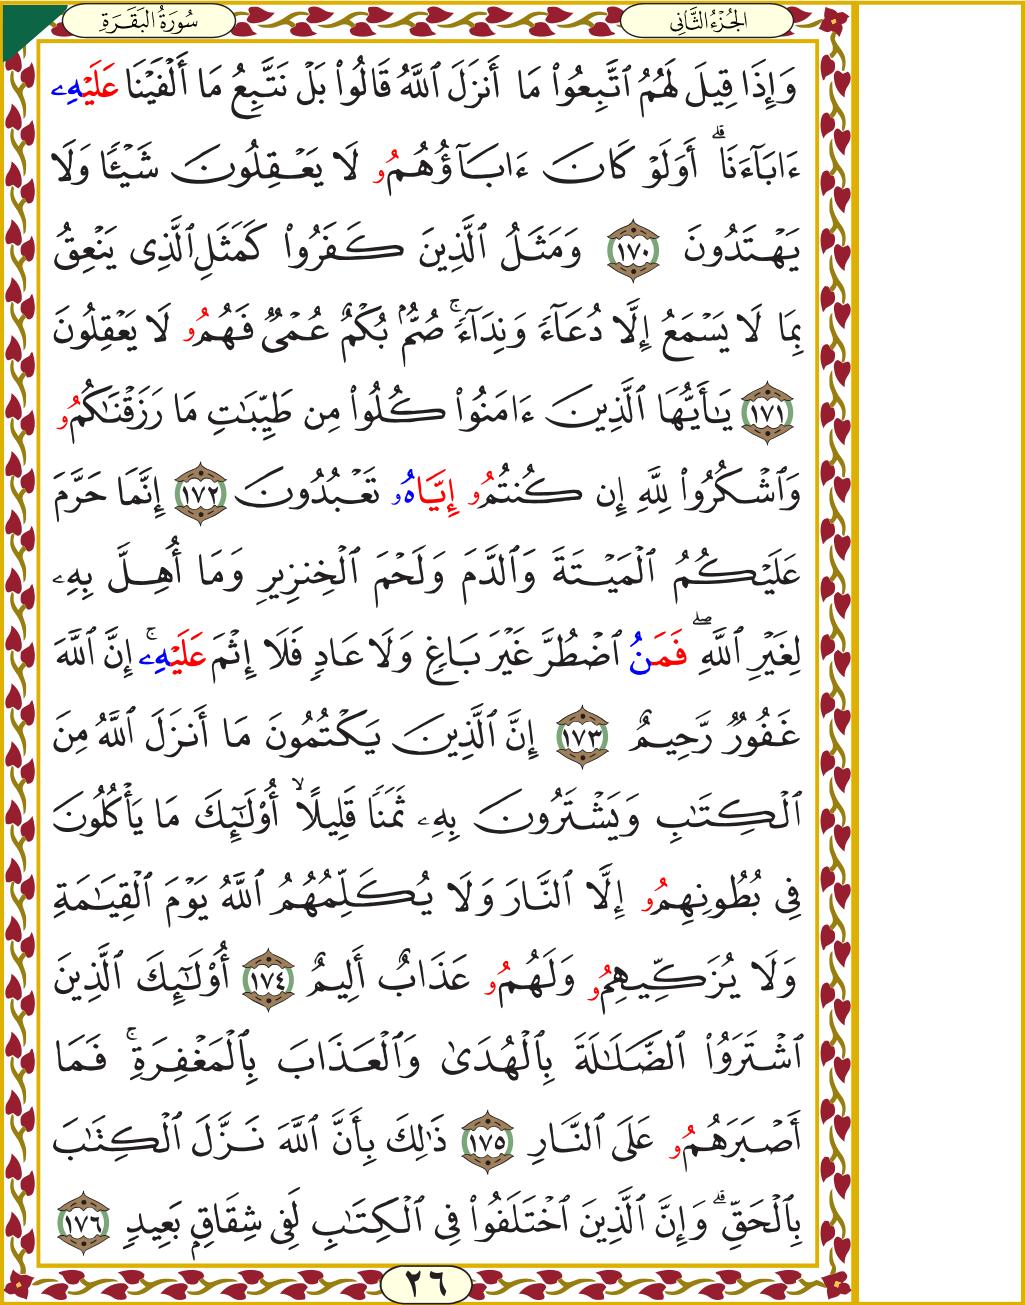 الجُزْءُ الثَّانِى
سُورَةُ البَقَرَةِ
وَإِذَا قِيلَ لَهُمُ ٱتَّبِعُوا۟ مَا أَنزَلَ ٱللَّهُ قَالُوا۟ بَلْ نَتَّبِعُ مَا أَلْفَيْنَا عَلَيْهِۦ
ءَابَآءَنَآۗ أَوَلَوْ كَانَ ءَابَآؤُهُمُۥ لَا يَعْقِلُونَ شَيْـًٔا وَلَا
يَهْتَدُونَ ١٧٠ وَمَثَلُ ٱلَّذِينَ كَفَرُوا۟ كَمَثَلِ ٱلَّذِى يَنْعِقُ
بِمَا لَا يَسْمَعُ إِلَّا دُعَآءً وَنِدَآءًۚ صُمٌّۢ بُكْمٌ عُمْىٌ فَهُمُۥ لَا يَعْقِلُونَ
١٧١ يَٰٓأَيُّهَا ٱلَّذِينَ ءَامَنُوا۟ كُلُوا۟ مِن طَيِّبَٰتِ مَا رَزَقْنَٰكُمُۥ
وَٱشْكُرُوا۟ لِلَّهِ إِن كُنتُمُۥ إِيَّاهُۥ تَعْبُدُونَ ١٧٢ إِنَّمَا حَرَّمَ
عَلَيْكُمُ ٱلْمَيْتَةَ وَٱلدَّمَ وَلَحْمَ ٱلْخِنزِيرِ وَمَا أُهِلَّ بِهِۦ
لِغَيْرِ ٱللَّهِۖ فَمَنُ ٱضْطُرَّ غَيْرَ بَاغٍ وَلَا عَادٍ فَلَا إِثْمَ عَلَيْهِۦۚ إِنَّ ٱللَّهَ
غَفُورٌ رَّحِيمٌ ١٧٣ إِنَّ ٱلَّذِينَ يَكْتُمُونَ مَا أَنزَلَ ٱللَّهُ مِنَ
ٱلْكِتَٰبِ وَيَشْتَرُونَ بِهِۦ ثَمَنًا قَلِيلًاۙ أُو۟لَٰٓئِكَ مَا يَأْكُلُونَ
فِى بُطُونِهِمُۥ إِلَّا ٱلنَّارَ وَلَا يُكَلِّمُهُمُ ٱللَّهُ يَوْمَ ٱلْقِيَٰمَةِ
وَلَا يُزَكِّيهِمُۥ وَلَهُمُۥ عَذَابٌ أَلِيمٌ ١٧٤ أُو۟لَٰٓئِكَ ٱلَّذِينَ
ٱشْتَرَوُا۟ ٱلضَّلَٰلَةَ بِٱلْهُدَىٰ وَٱلْعَذَابَ بِٱلْمَغْفِرَةِۚ فَمَا
أَصْبَرَهُمُۥ عَلَى ٱلنَّارِ ١٧٥ ذَٰلِكَ بِأَنَّ ٱللَّهَ نَزَّلَ ٱلْكِتَٰبَ
بِٱلْحَقِّۗ وَإِنَّ ٱلَّذِينَ ٱخْتَلَفُوا۟ فِى ٱلْكِتَٰبِ لَفِى شِقَاقٍۭ بَعِيدٍ ١٧٦
٢٦